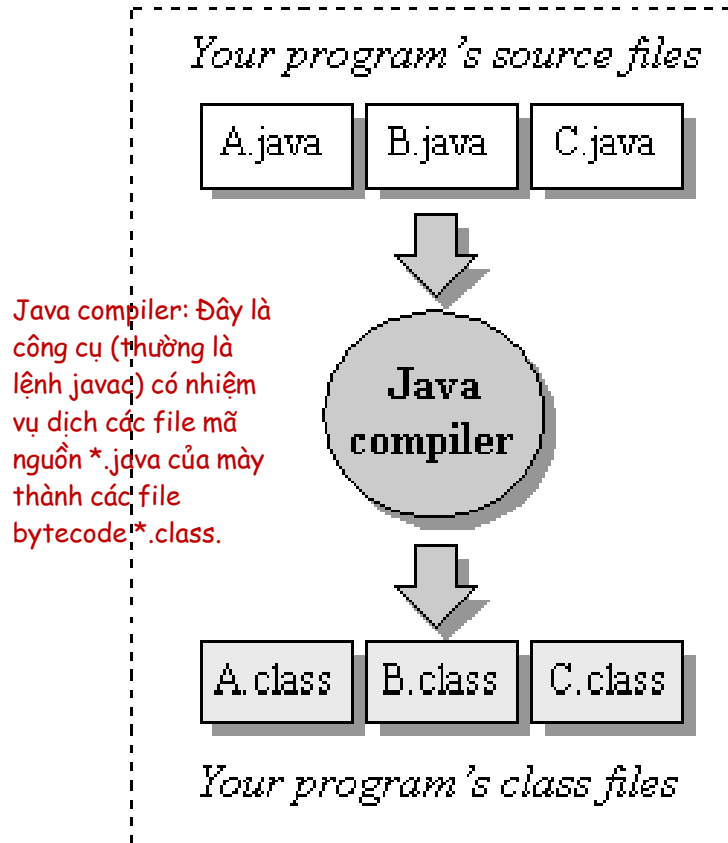 Your program's source files
A.java
B.java
C.java
Java compiler: Đây là
công cụ (thường là
lệnh javac) có nhiệm
vụ dịch các file mã
nguồn *.java của mày
thành các file
bytecode *.class.
Java
compiler
A.class
B.class
C.class
Your program's class files